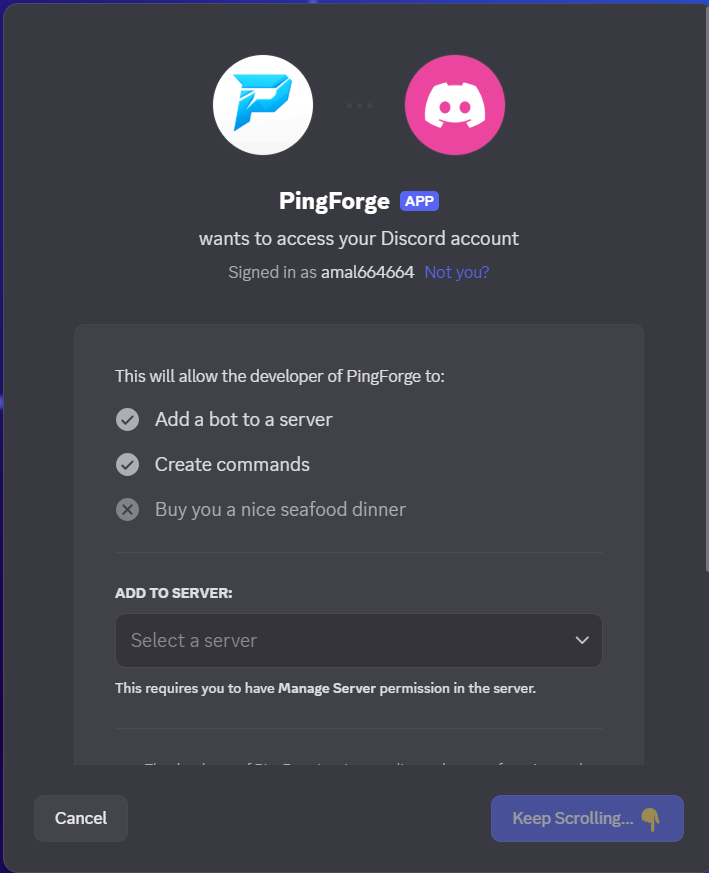 PingForge APP
wants to access your Discord account
Signed in as amal664664 Not you?
This will allow the developer of PingForge to:
Add a bot to a server
Create commands
Buy you a nice seafood dinner
ADD TO SERVER:
Select a server
This requires you to have Manage Server permission in the server.
Cancel
Keep Scrolling...